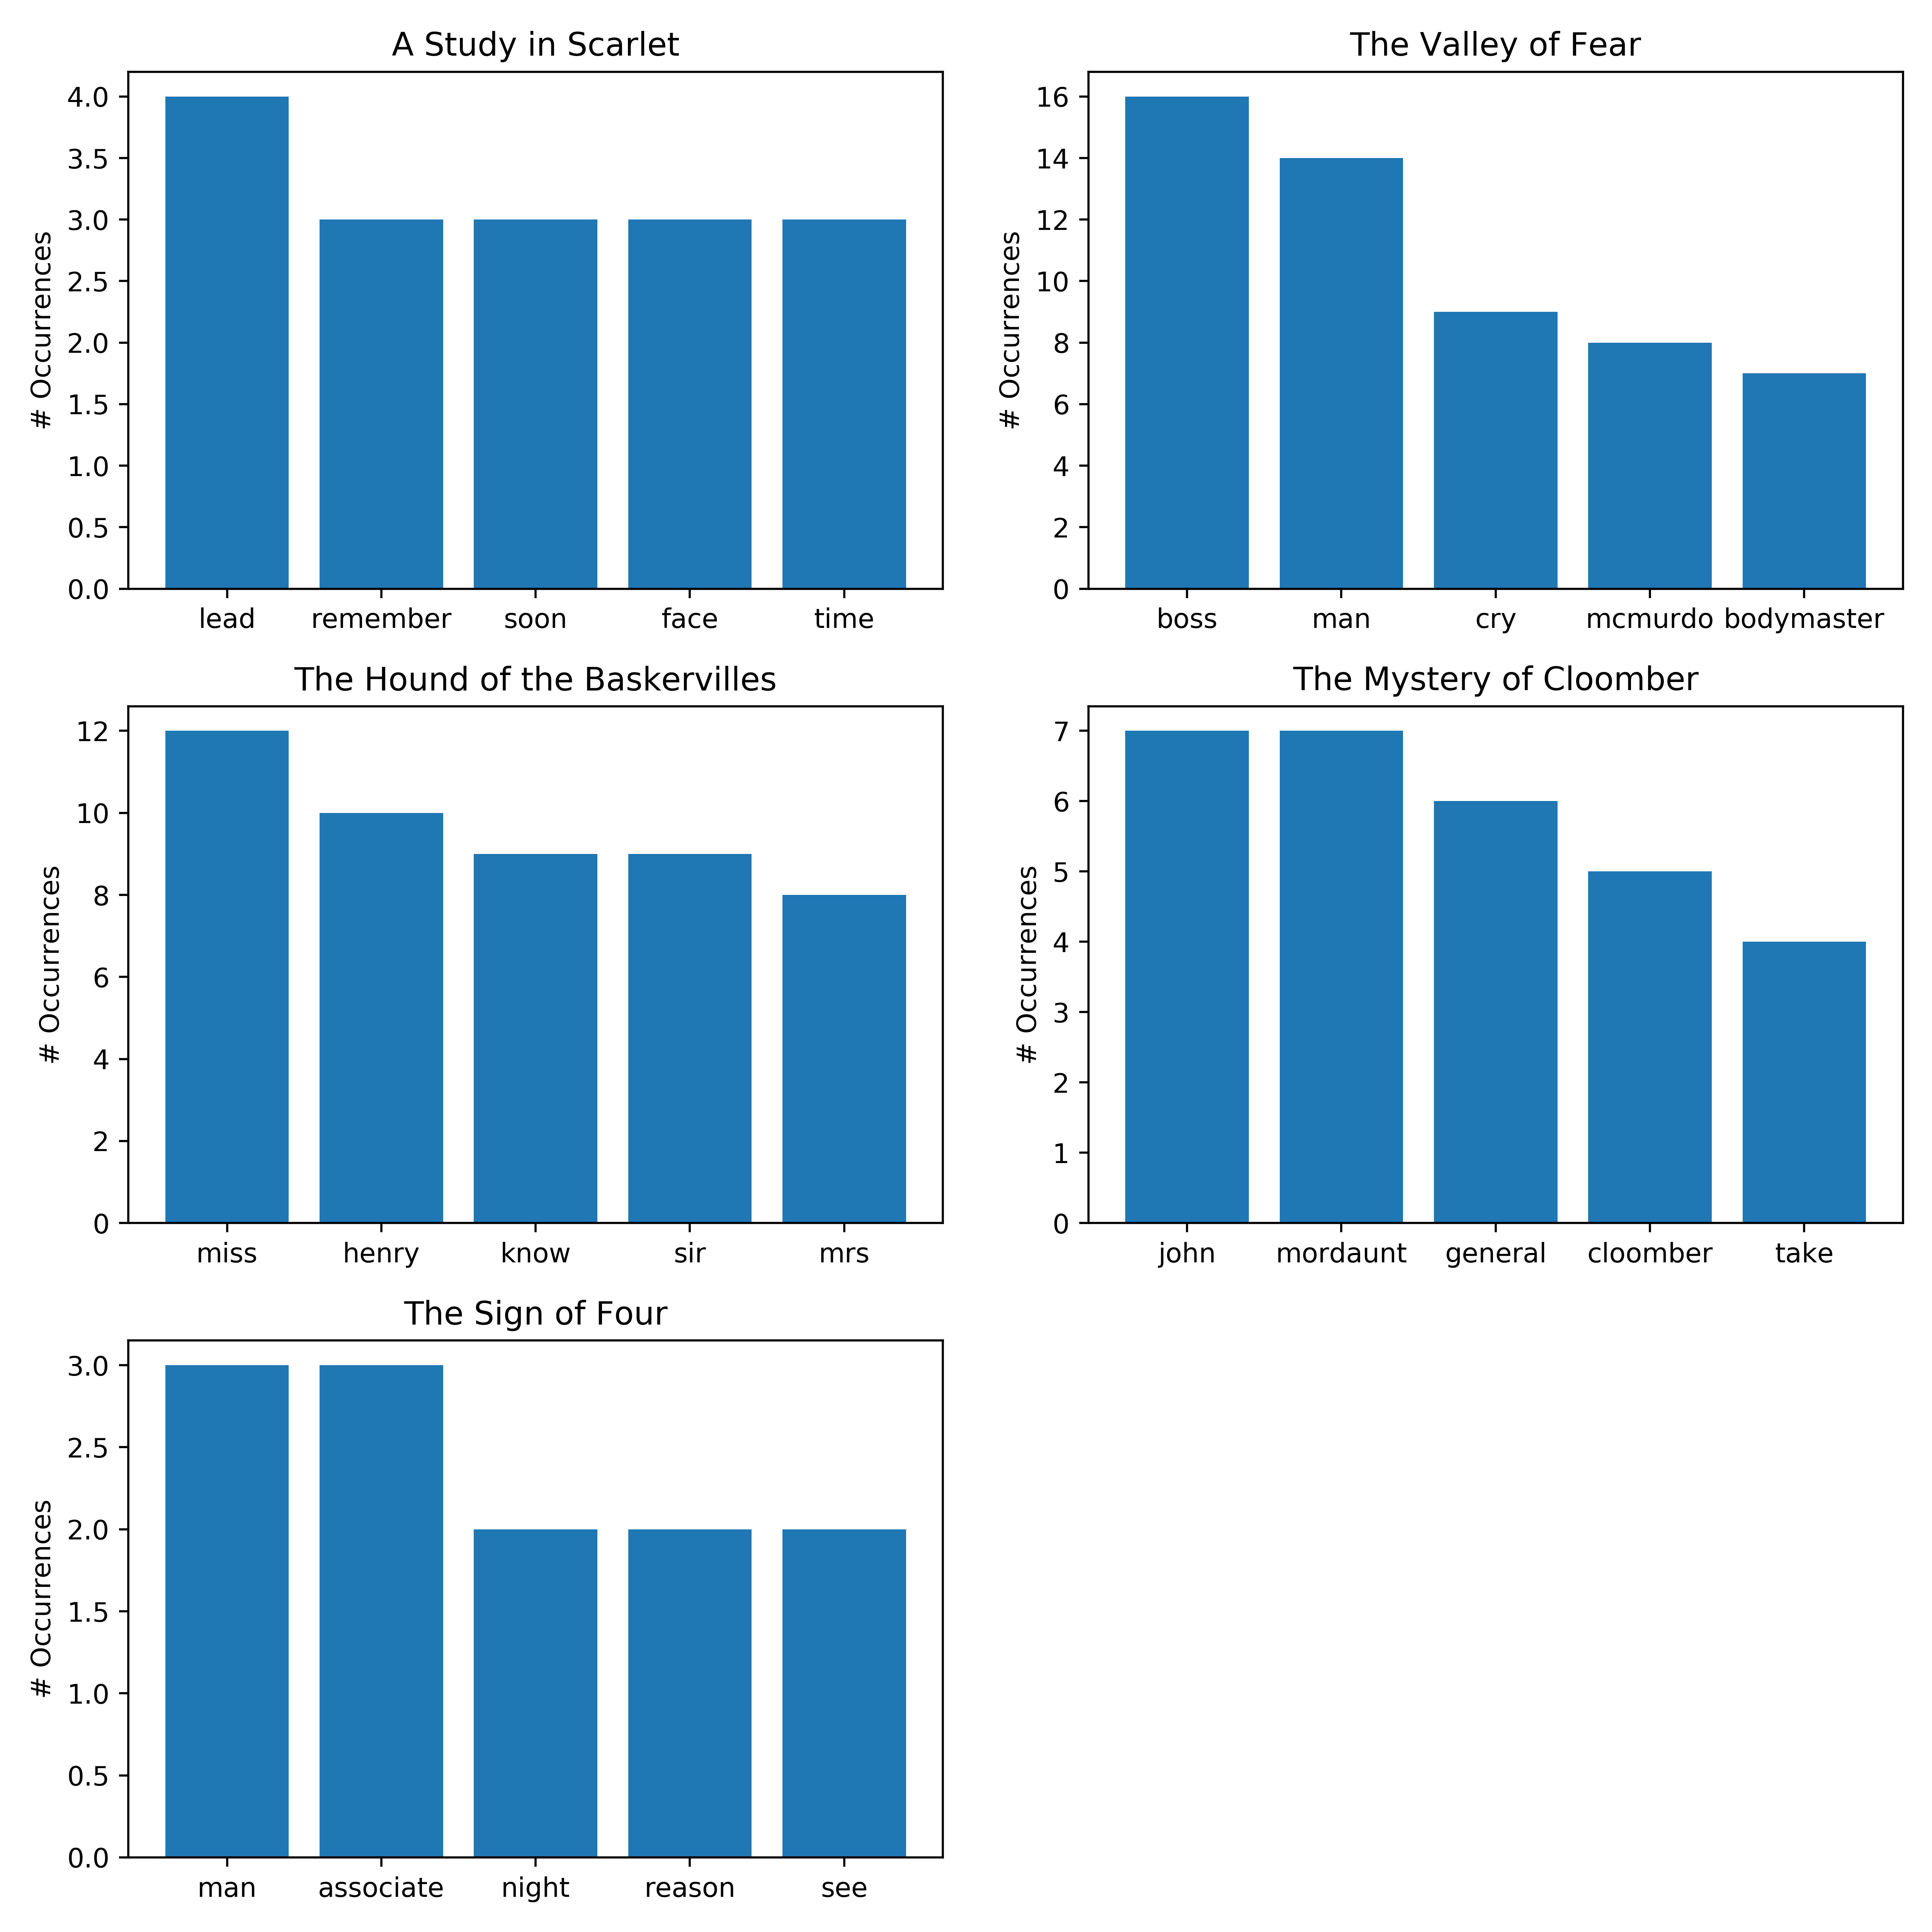 A Study in Scarlet
# Occurrences
4.0
3.5
3.0
2.5
2.0
1.5
1.0
0.5
0.0
lead remember soon face time
The Valley of Fear
# Occurrences
16
14
12
10
8
6
4
2
0
boss man cry mcmurdo bodymaster
The Hound of the Baskervilles
# Occurrences
12
10
8
6
4
2
0
miss henry know sir mrs
The Mystery of Cloomber
# Occurrences
7
6
5
4
3
2
1
0
john mordaunt general cloomber take
The Sign of Four
# Occurrences
3.0
2.5
2.0
1.5
1.0
0.5
0.0
man associate night reason see